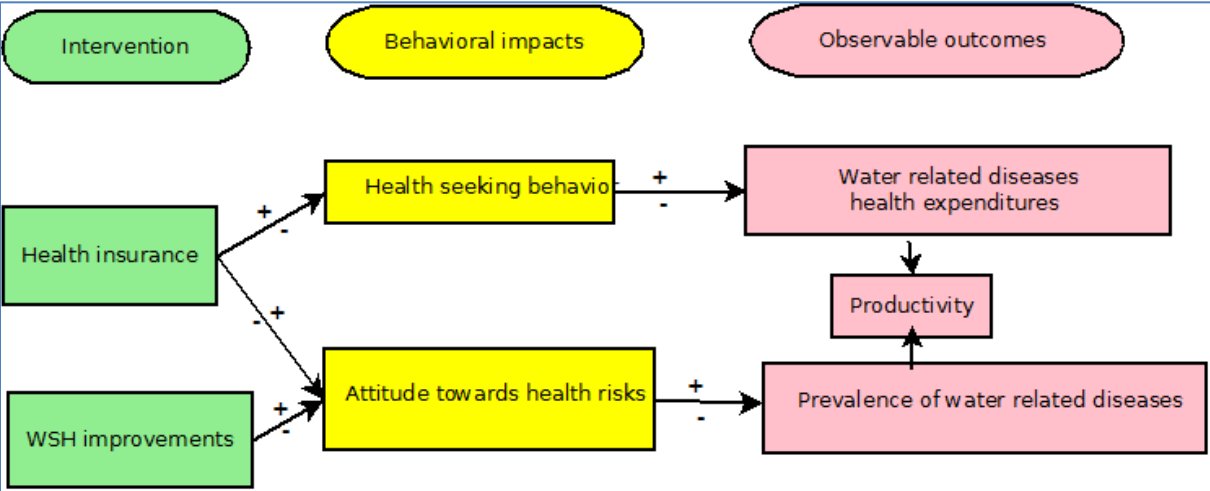 Intervention
Behavioral impacts
Observable outcomes
Health seeking behavior
+
-
Water related diseases
health expenditures
+
-
Health insurance
Productivity
- +
Attitude towards health risks
+
-
Prevalence of water related diseases
+
-
WSH improvements